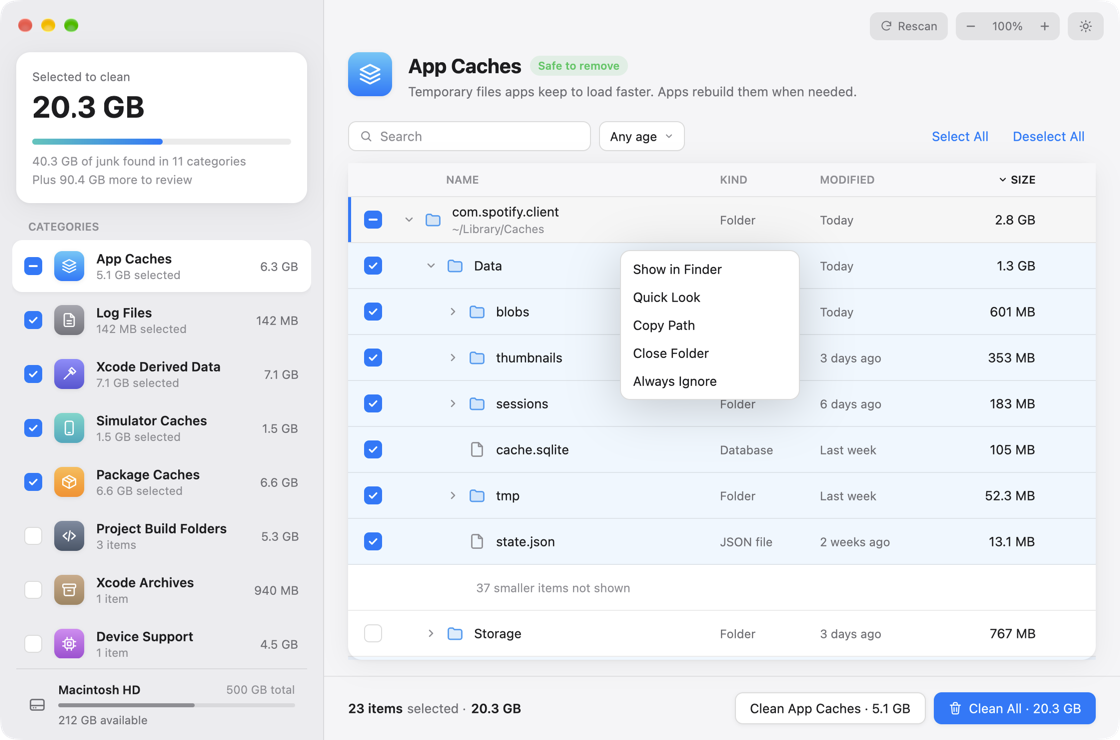 Selected to clean
20.3 GB
40.3 GB of junk found in 11 categories
Plus 90.4 GB more to review
CATEGORIES
App Caches
5.1 GB selected
6.3 GB
Log Files
142 MB selected
142 MB
Xcode Derived Data
7.1 GB selected
7.1 GB
Simulator Caches
1.5 GB selected
1.5 GB
Package Caches
6.6 GB selected
6.6 GB
Project Build Folders
3 items
5.3 GB
Xcode Archives
1 item
940 MB
Device Support
1 item
4.5 GB
Macintosh HD 500 GB total
212 GB available
Rescan
100%
App Caches Safe to remove
Temporary files apps keep to load faster. Apps rebuild them when needed.
Search
Any age
Select All Deselect All
NAME KIND MODIFIED SIZE
com.spotify.client
~/Library/Caches
Folder Today 2.8 GB
Data Today 1.3 GB
blobs Today 601 MB
thumbnails 3 days ago 353 MB
sessions Folder 6 days ago 183 MB
cache.sqlite Database Last week 105 MB
tmp Folder Last week 52.3 MB
state.json JSON file 2 weeks ago 13.1 MB
37 smaller items not shown
Storage Folder 3 days ago 767 MB
Show in Finder
Quick Look
Copy Path
Close Folder
Always Ignore
23 items selected · 20.3 GB
Clean App Caches · 5.1 GB
Clean All · 20.3 GB